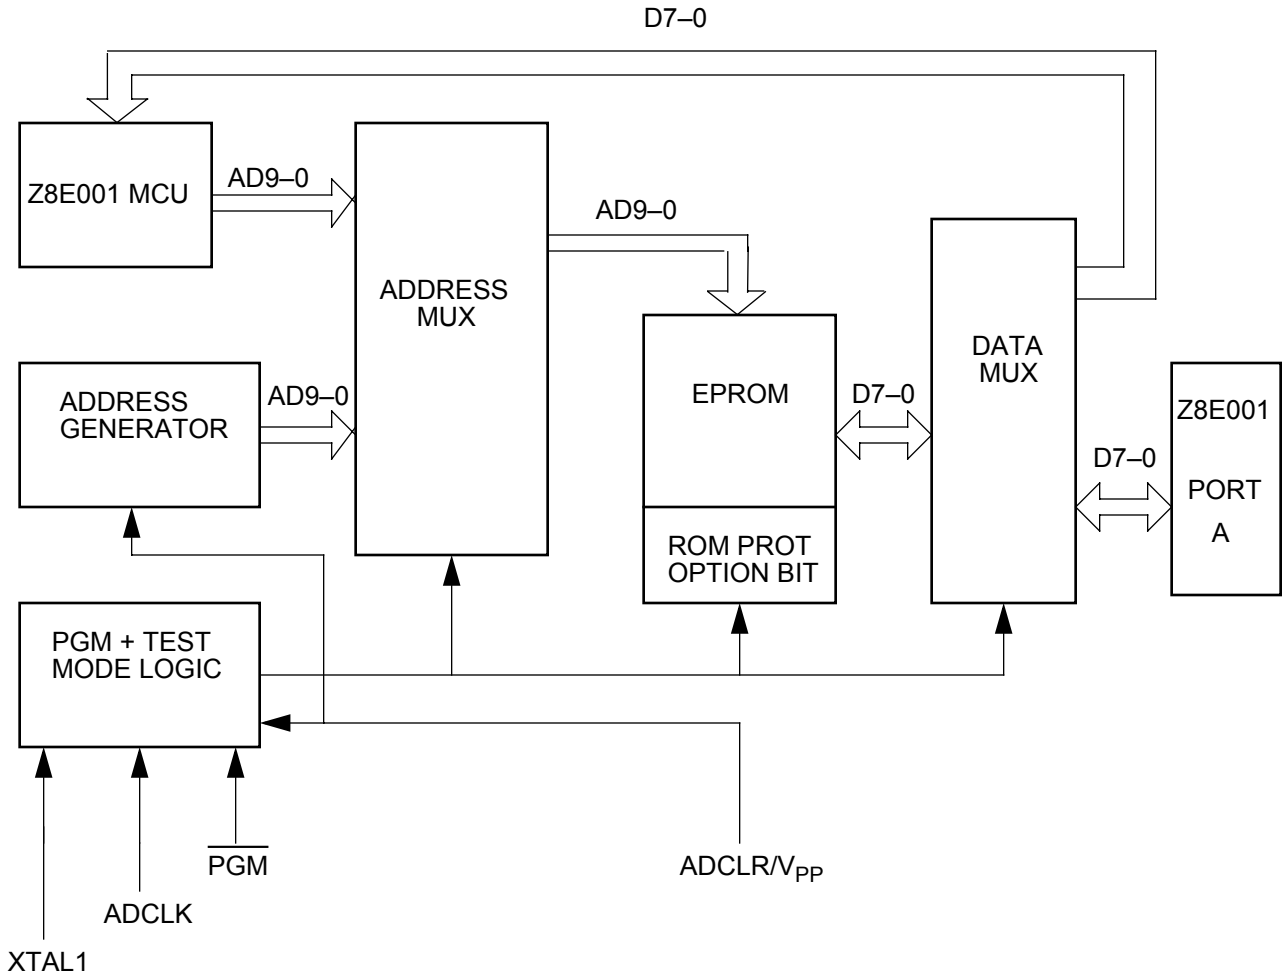 D7–0
Z8E001 MCU
AD9–0
AD9–0
ADDRESS
MUX
ADDRESS
GENERATOR
AD9–0
EPROM
D7–0
DATA
MUX
Z8E001
PORT
A
D7–0
ROM PROT
OPTION BIT
PGM + TEST
MODE LOGIC
PGM
ADCLR/VPP
ADCLK
XTAL1